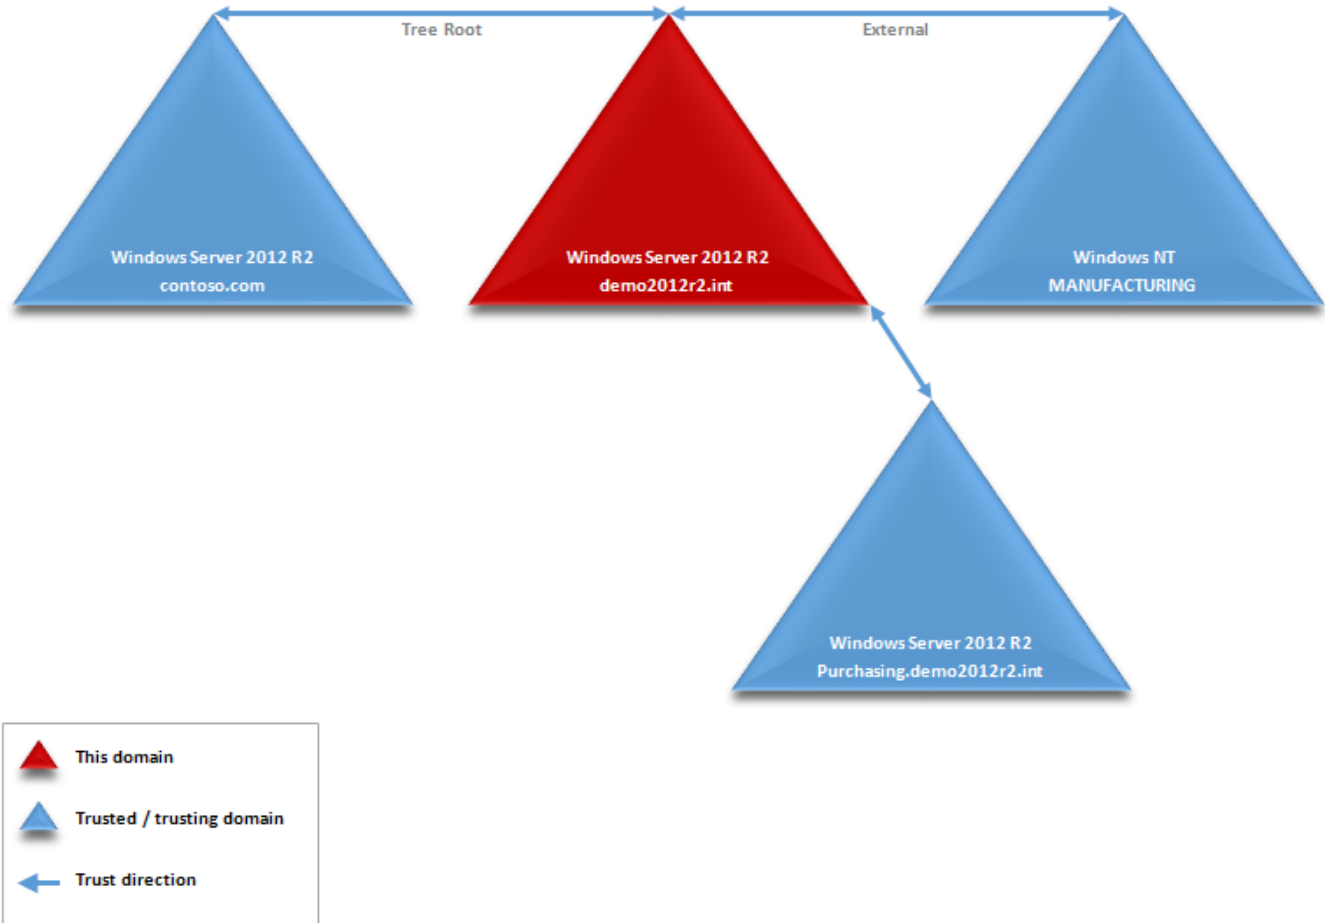 Tree Root
External
Windows Server 2012 R2
contoso.com
Windows Server 2012 R2
demo2012r2.int
Windows NT
MANUFACTURING
Windows Server 2012 R2
Purchasing.demo2012r2.int
This domain
Trusted / trusting domain
Trust direction